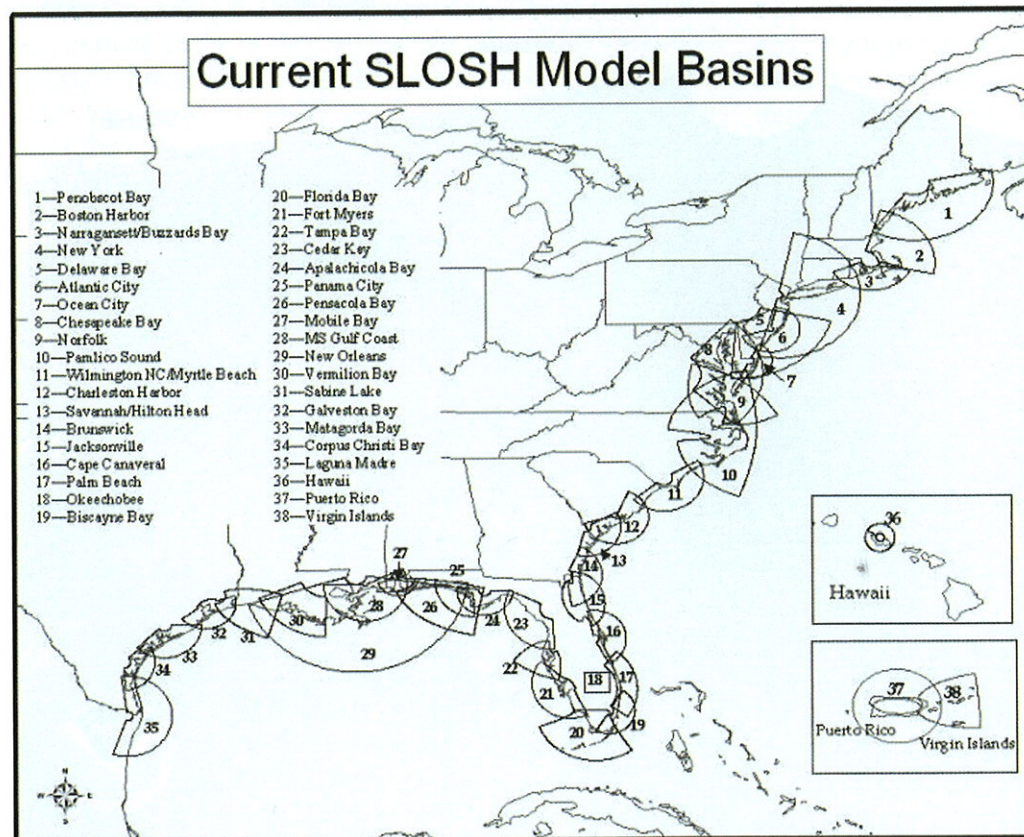 Current SLOSH Model Basins
1—Penobscot Bay
2—Boston Harbor
3—Narragansett/Buzzards Bay
4—New York
5—Delaware Bay
6—Atlantic City
7—Ocean City
8—Chesapeake Bay
9—Norfolk
10—Pamlico Sound
11—Wilmington NC/Myrtle Beach
12—Charleston Harbor
13—Savannah/Hilton Head
14—Brunswick
15—Jacksonville
16—Cape Canaveral
17—Palm Beach
18—Okeechobee
19—Biscayne Bay
20—Florida Bay
21—Fort Myers
22—Tampa Bay
23—Cedar Key
24—Apalachicola Bay
25—Panama City
26—Pensacola Bay
27—Mobile Bay
28—MS Gulf Coast
29—New Orleans
30—Vermilion Bay
31—Sabine Lake
32—Galveston Bay
33—Matagorda Bay
34—Corpus Christi Bay
35—Laguna Madre
36—Hawaii
37—Puerto Rico
38—Virgin Islands
1
2
3
4
5
6
7
8
9
10
11
12
13
14
15
16
17
18
19
20
21
22
23
24
25
26
27
28
29
30
31
32
33
34
35
36
Hawaii
37
38
Puerto Rico
Virgin Islands
N
W E
S